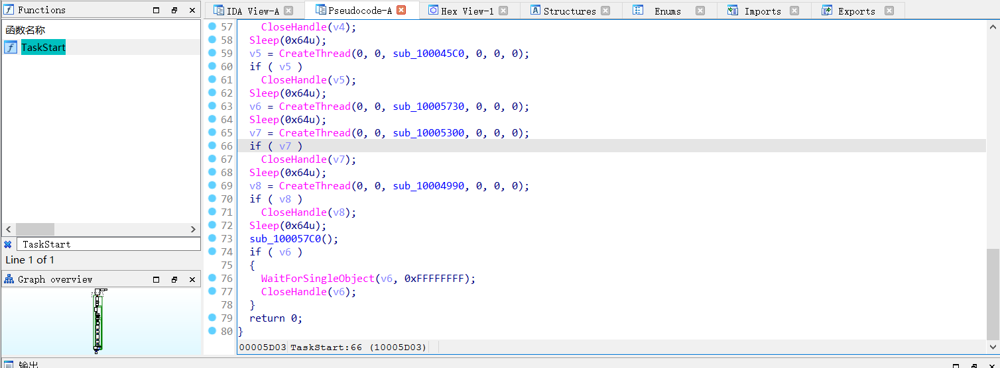 Functions
函数名称
TaskStart
TaskStart
Line 1 of 1
Graph overview
IDA View-A
Pseudocode-A
Hex View-1
Structures
Enums
Imports
Exports
57 CloseHandle(v4);
58 Sleep(0x64u);
59 v5 = CreateThread(0, 0, sub_100045C0, 0, 0, 0);
60 if ( v5 )
61 CloseHandle(v5);
62 Sleep(0x64u);
63 v6 = CreateThread(0, 0, sub_10005730, 0, 0, 0);
64 Sleep(0x64u);
65 v7 = CreateThread(0, 0, sub_10005300, 0, 0, 0);
66 if ( v7 )
67 CloseHandle(v7);
68 Sleep(0x64u);
69 v8 = CreateThread(0, 0, sub_10004990, 0, 0, 0);
70 if ( v8 )
71 CloseHandle(v8);
72 Sleep(0x64u);
73 sub_100057C0();
74 if ( v6 )
75 {
76 WaitForSingleObject(v6, 0xFFFFFFFF);
77 CloseHandle(v6);
78 }
79 return 0;
80 }
00005D03 TaskStart:66 (10005D03)
输出